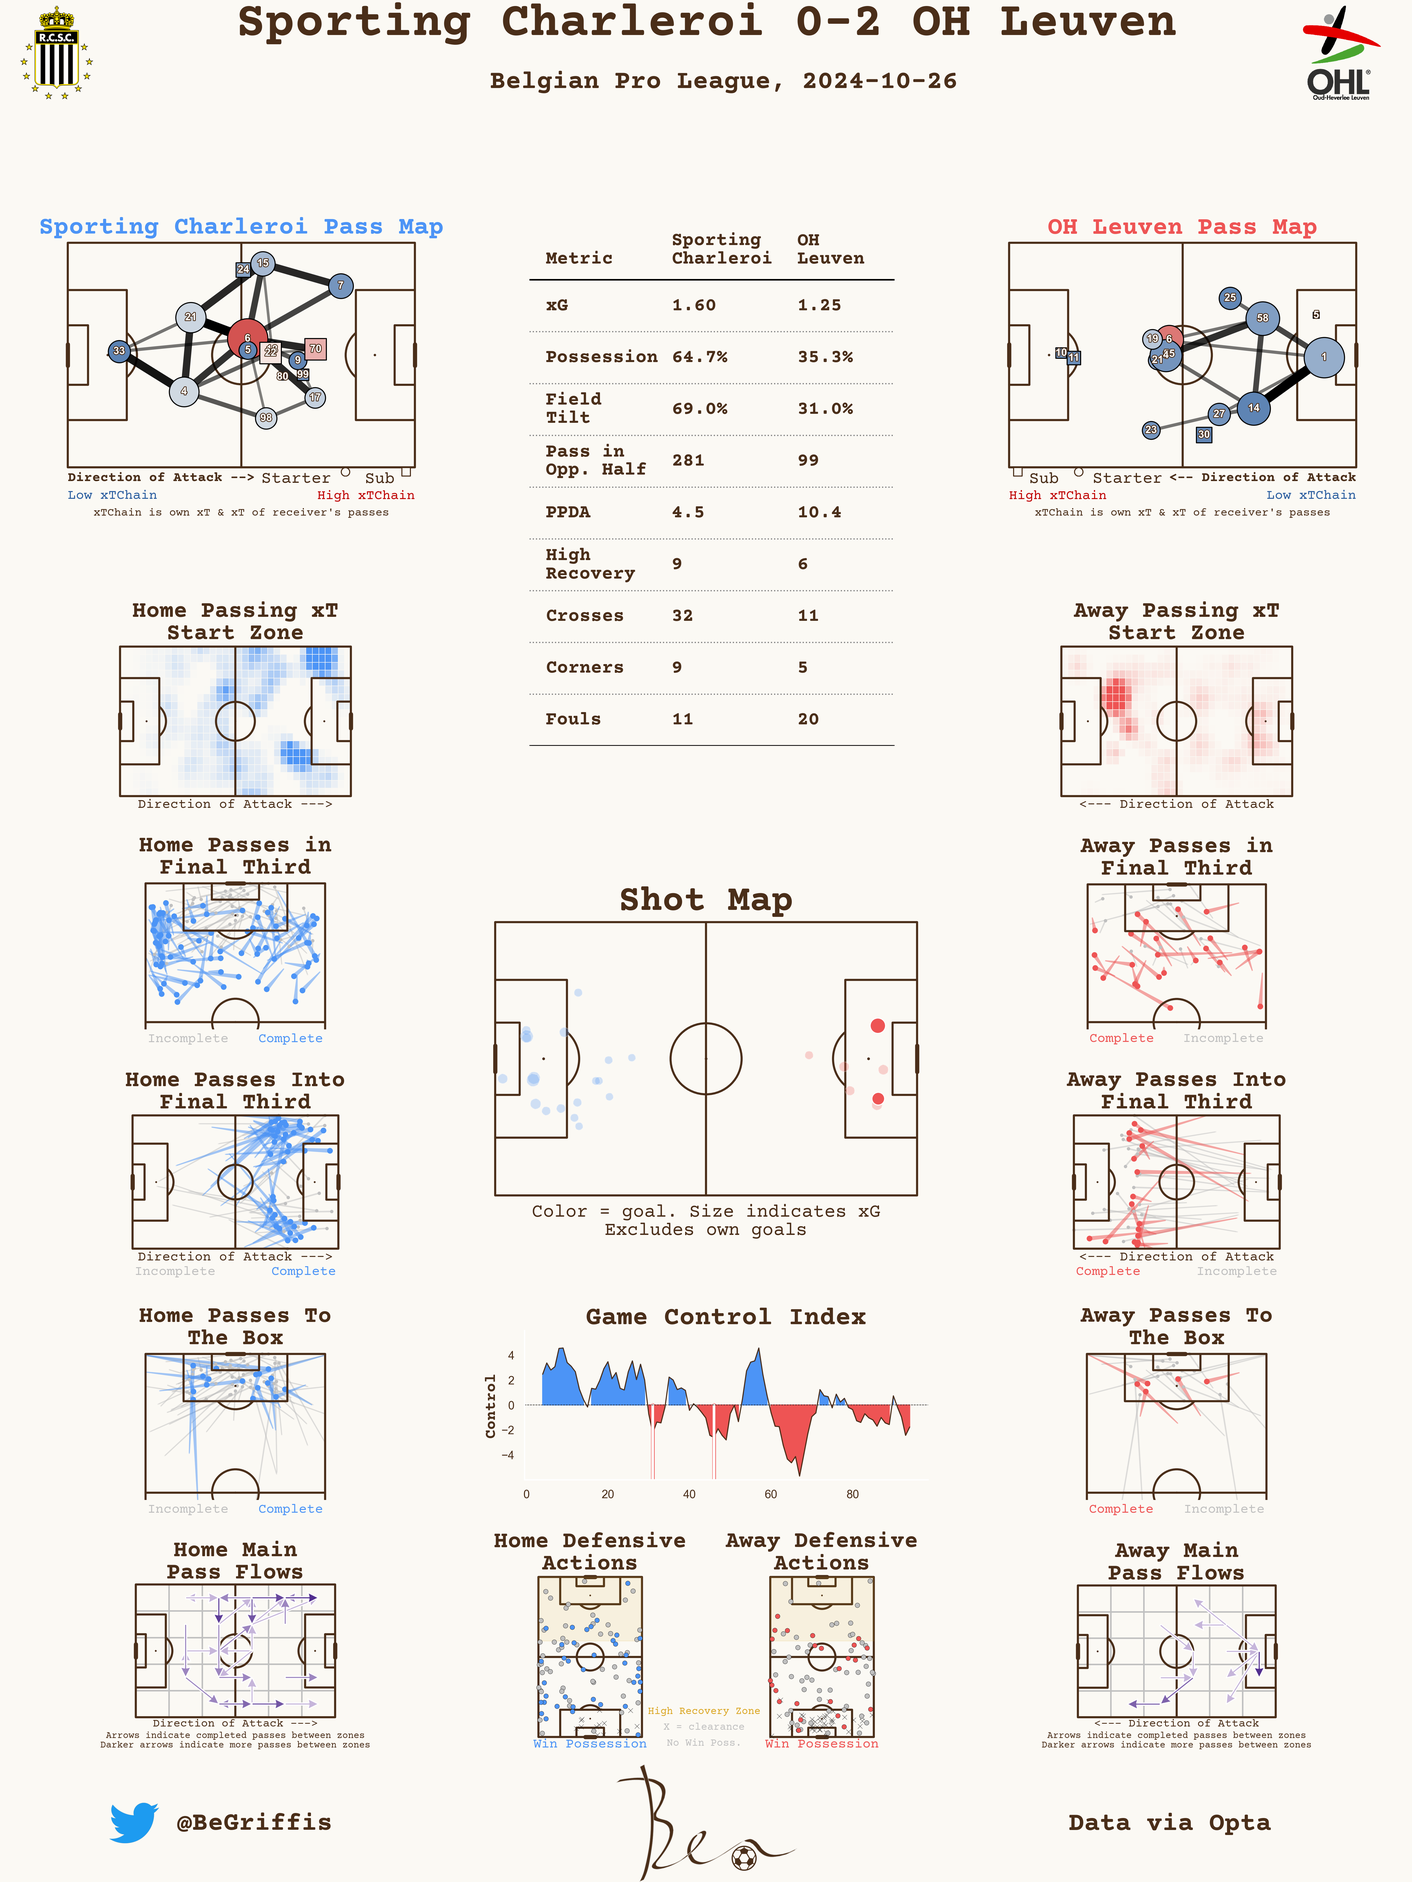 Sporting Charleroi 0-2 OH Leuven
Belgian Pro League, 2024-10-26
R.C.S.C.
OHL®
Oud-Heverlee Leuven
Sporting Charleroi Pass Map
24
15
7
21
6
33
5
22
70
9
80
99
4
17
98
Direction of Attack --> Starter Sub
Low xTChain High xTChain
xTChain is own xT & xT of receiver's passes
Metric Sporting Charleroi OH Leuven
xG 1.60 1.25
Possession 64.7% 35.3%
Field Tilt 69.0% 31.0%
Pass in Opp. Half 281 99
PPDA 4.5 10.4
High Recovery 9 6
Crosses 32 11
Corners 9 5
Fouls 11 20
OH Leuven Pass Map
25
58
5
19
6
10
11
21
45
1
14
27
23
30
Sub Starter <-- Direction of Attack
High xTChain Low xTChain
xTChain is own xT & xT of receiver's passes
Home Passing xT
Start Zone
Direction of Attack --->
Away Passing xT
Start Zone
<--- Direction of Attack
Home Passes in
Final Third
Incomplete Complete
Away Passes in
Final Third
Complete Incomplete
Shot Map
Color = goal. Size indicates xG
Excludes own goals
Home Passes Into
Final Third
Direction of Attack --->
Incomplete Complete
Away Passes Into
Final Third
<--- Direction of Attack
Complete Incomplete
Home Passes To
The Box
Incomplete Complete
Game Control Index
Control
4
2
0
−2
−4
0 20 40 60 80
Away Passes To
The Box
Complete Incomplete
Home Main
Pass Flows
Direction of Attack --->
Arrows indicate completed passes between zones
Darker arrows indicate more passes between zones
Home Defensive
Actions
Win Possession
Away Defensive
Actions
Win Possession
High Recovery Zone
X = clearance
No Win Poss.
Away Main
Pass Flows
<--- Direction of Attack
Arrows indicate completed passes between zones
Darker arrows indicate more passes between zones
@BeGriffis
Ben
Data via Opta